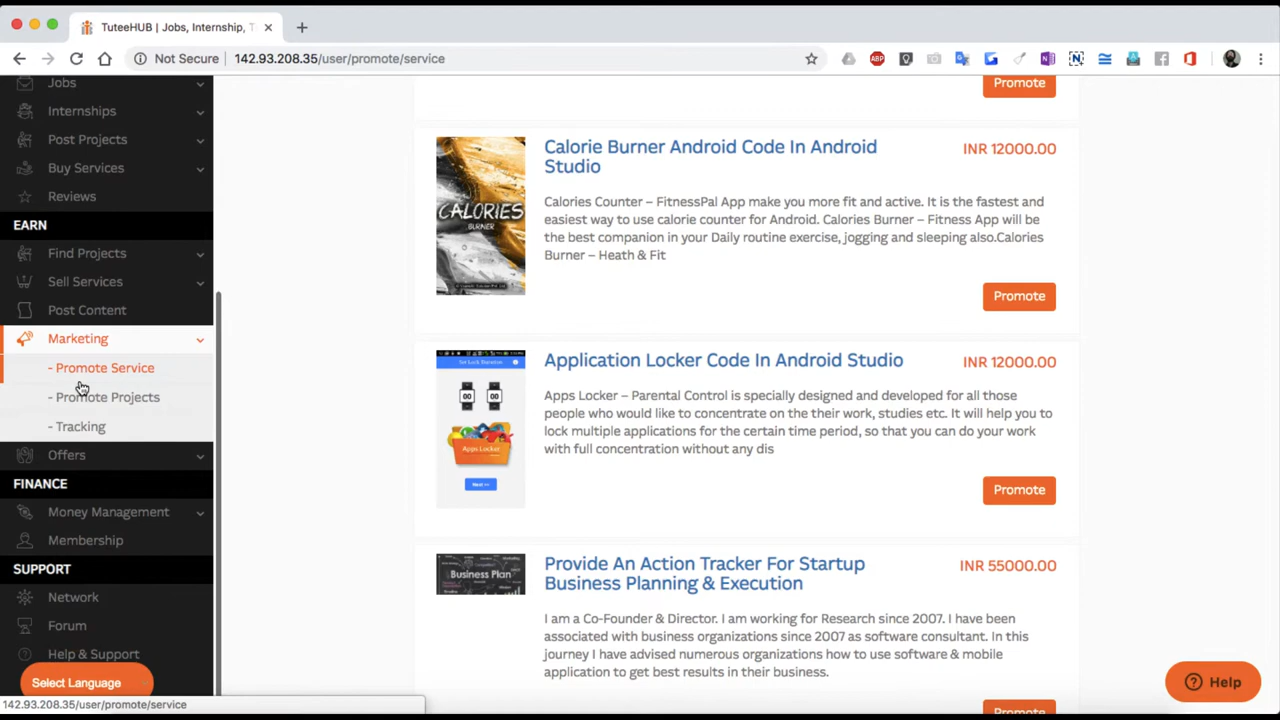 TuteeHUB | Jobs, Internship, T
Not Secure | 142.93.208.35/user/promote/service
Jobs
Internships
Post Projects
Buy Services
Reviews
EARN
Find Projects
Sell Services
Post Content
Marketing
- Promote Service
- Promote Projects
- Tracking
Offers
FINANCE
Money Management
Membership
SUPPORT
Network
Forum
Help & Support
Select Language
142.93.208.35/user/promote/service
Promote
CALORIES
BURNER
Calorie Burner Android Code In Android
Studio
INR 12000.00
Calories Counter – FitnessPal App make you more fit and active. It is the fastest and
easiest way to use calorie counter for Android. Calories Burner – Fitness App will be
the best companion in your Daily routine exercise, jogging and sleeping also.Calories
Burner – Heath & Fit
Promote
Set Lock Duration
00 00
Apps Locker
Next >>
Application Locker Code In Android Studio
INR 12000.00
Apps Locker – Parental Control is specially designed and developed for all those
people who would like to concentrate on the their work, studies etc. It will help you to
lock multiple applications for the certain time period, so that you can do your work
with full concentration without any dis
Promote
Business Plan
Provide An Action Tracker For Startup
Business Planning & Execution
INR 55000.00
I am a Co-Founder & Director. I am working for Research since 2007. I have been
associated with business organizations since 2007 as software consultant. In this
journey I have advised numerous organizations how to use software & mobile
application to get best results in their business.
Promote
Help
ABP